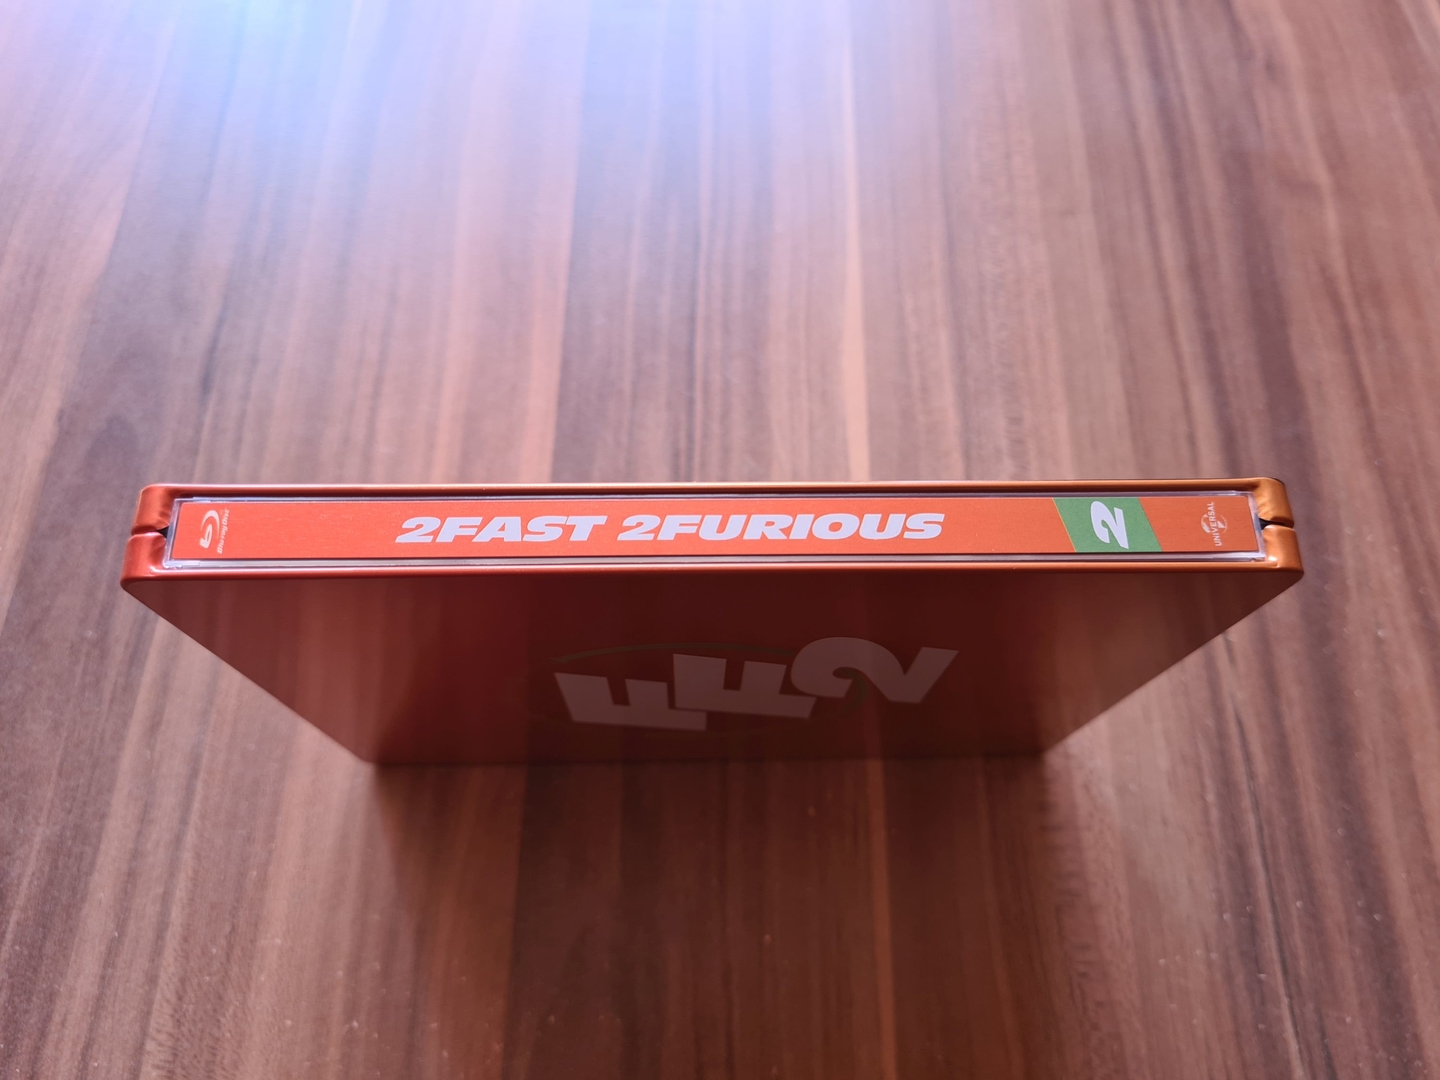 Blu-ray Disc
2FAST 2FURIOUS
2
UNIVERSAL
FF2